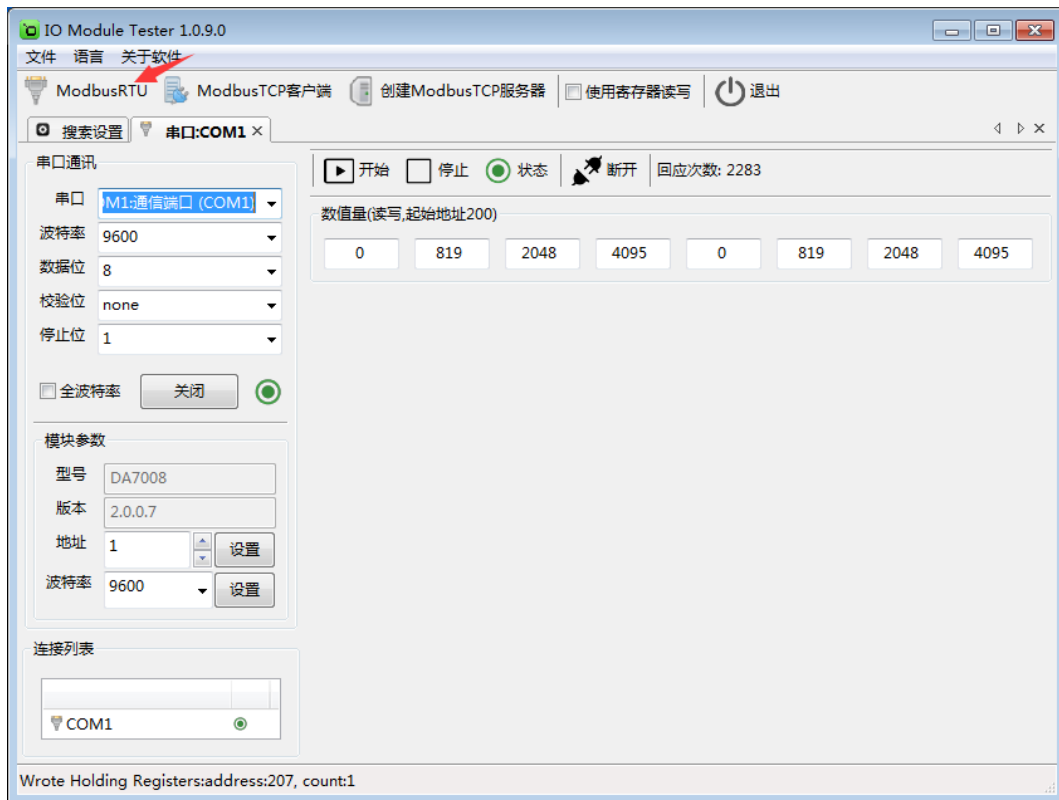 IO Module Tester 1.0.9.0
文件 语言 关于软件
ModbusRTU ModbusTCP客户端 创建ModbusTCP服务器 使用寄存器读写 退出
搜索设置 串口:COM1
串口通讯
串口 M1:通信端口 (COM1)
波特率 9600
数据位 8
校验位 none
停止位 1
全波特率 关闭
模块参数
型号 DA7008
版本 2.0.0.7
地址 1 设置
波特率 9600 设置
连接列表
COM1
开始 停止 状态 断开 回应次数: 2283
数值量(读写,起始地址200)
0 819 2048 4095 0 819 2048 4095
Wrote Holding Registers:address:207, count:1